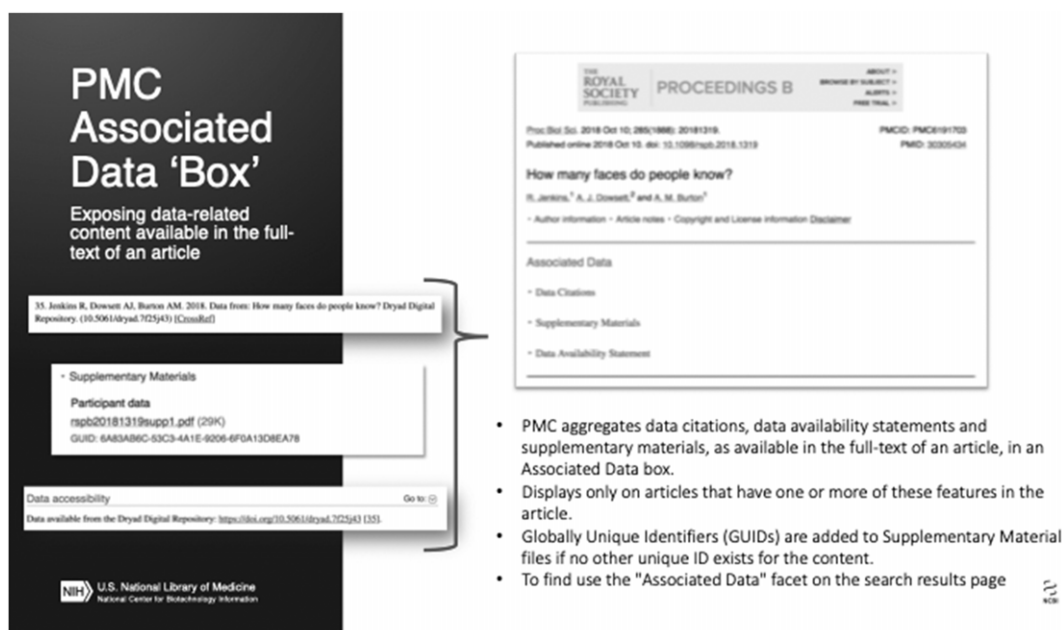 PMC
Associated
Data ‘Box’
Exposing data-related
content available in the full-
text of an article
35. Jenkins R, Dowsett AJ, Burton AM. 2018. Data from: How many faces do people know? Dryad Digital
Repository. (10.5061/dryad.7f25j43) [CrossRef]
• Supplementary Materials
Participant data
rspb20181319supp1.pdf (29K)
GUID: 6A83AB6C-53C3-4A1E-9206-6F0A13D8EA78
Data accessibility
Go to:
Data available from the Dryad Digital Repository: https://doi.org/10.5061/dryad.7f25j43 [35].
NIH
U.S. National Library of Medicine
National Center for Biotechnology Information
THE
ROYAL
SOCIETY
PUBLISHING
PROCEEDINGS B
ABOUT
BROWSE BY SUBJECT
ALERTS
FREE TRIAL
Proc Biol Sci. 2018 Oct 10; 285(1888): 20181319.
PMCID: PMC6191703
Published online 2018 Oct 10. doi: 10.1098/rspb.2018.1319
PMID: 30305434
How many faces do people know?
R. Jenkins,1 A. J. Dowsett,2 and A. M. Burton1
• Author information • Article notes • Copyright and License information Disclaimer
Associated Data
• Data Citations
• Supplementary Materials
• Data Availability Statement
• PMC aggregates data citations, data availability statements and
supplementary materials, as available in the full-text of an article, in an
Associated Data box.
• Displays only on articles that have one or more of these features in the
article.
• Globally Unique Identifiers (GUIDs) are added to Supplementary Material
files if no other unique ID exists for the content.
• To find use the "Associated Data" facet on the search results page
NCBI